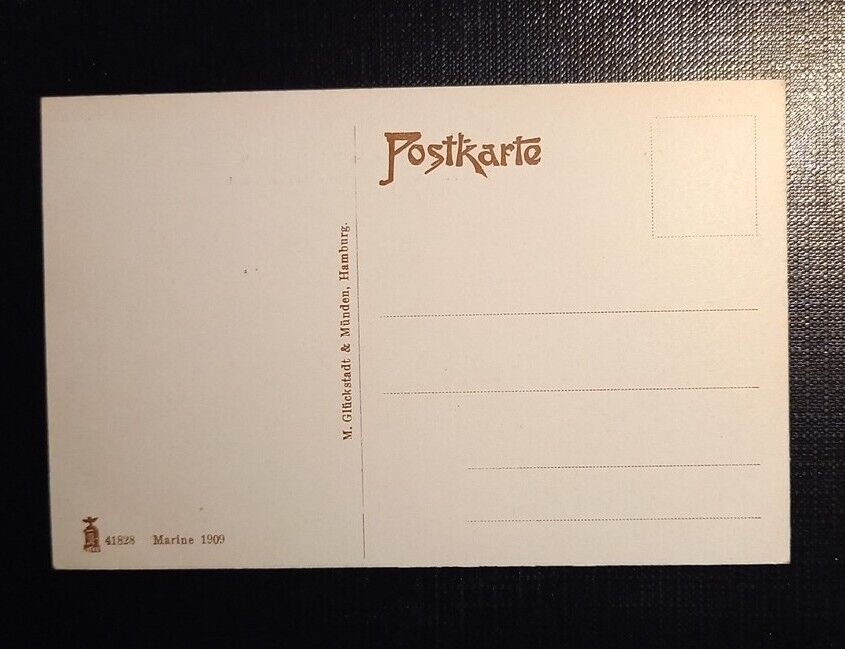 Postkarte
M. Glückstadt & Münden, Hamburg.
41828 Marine 1909